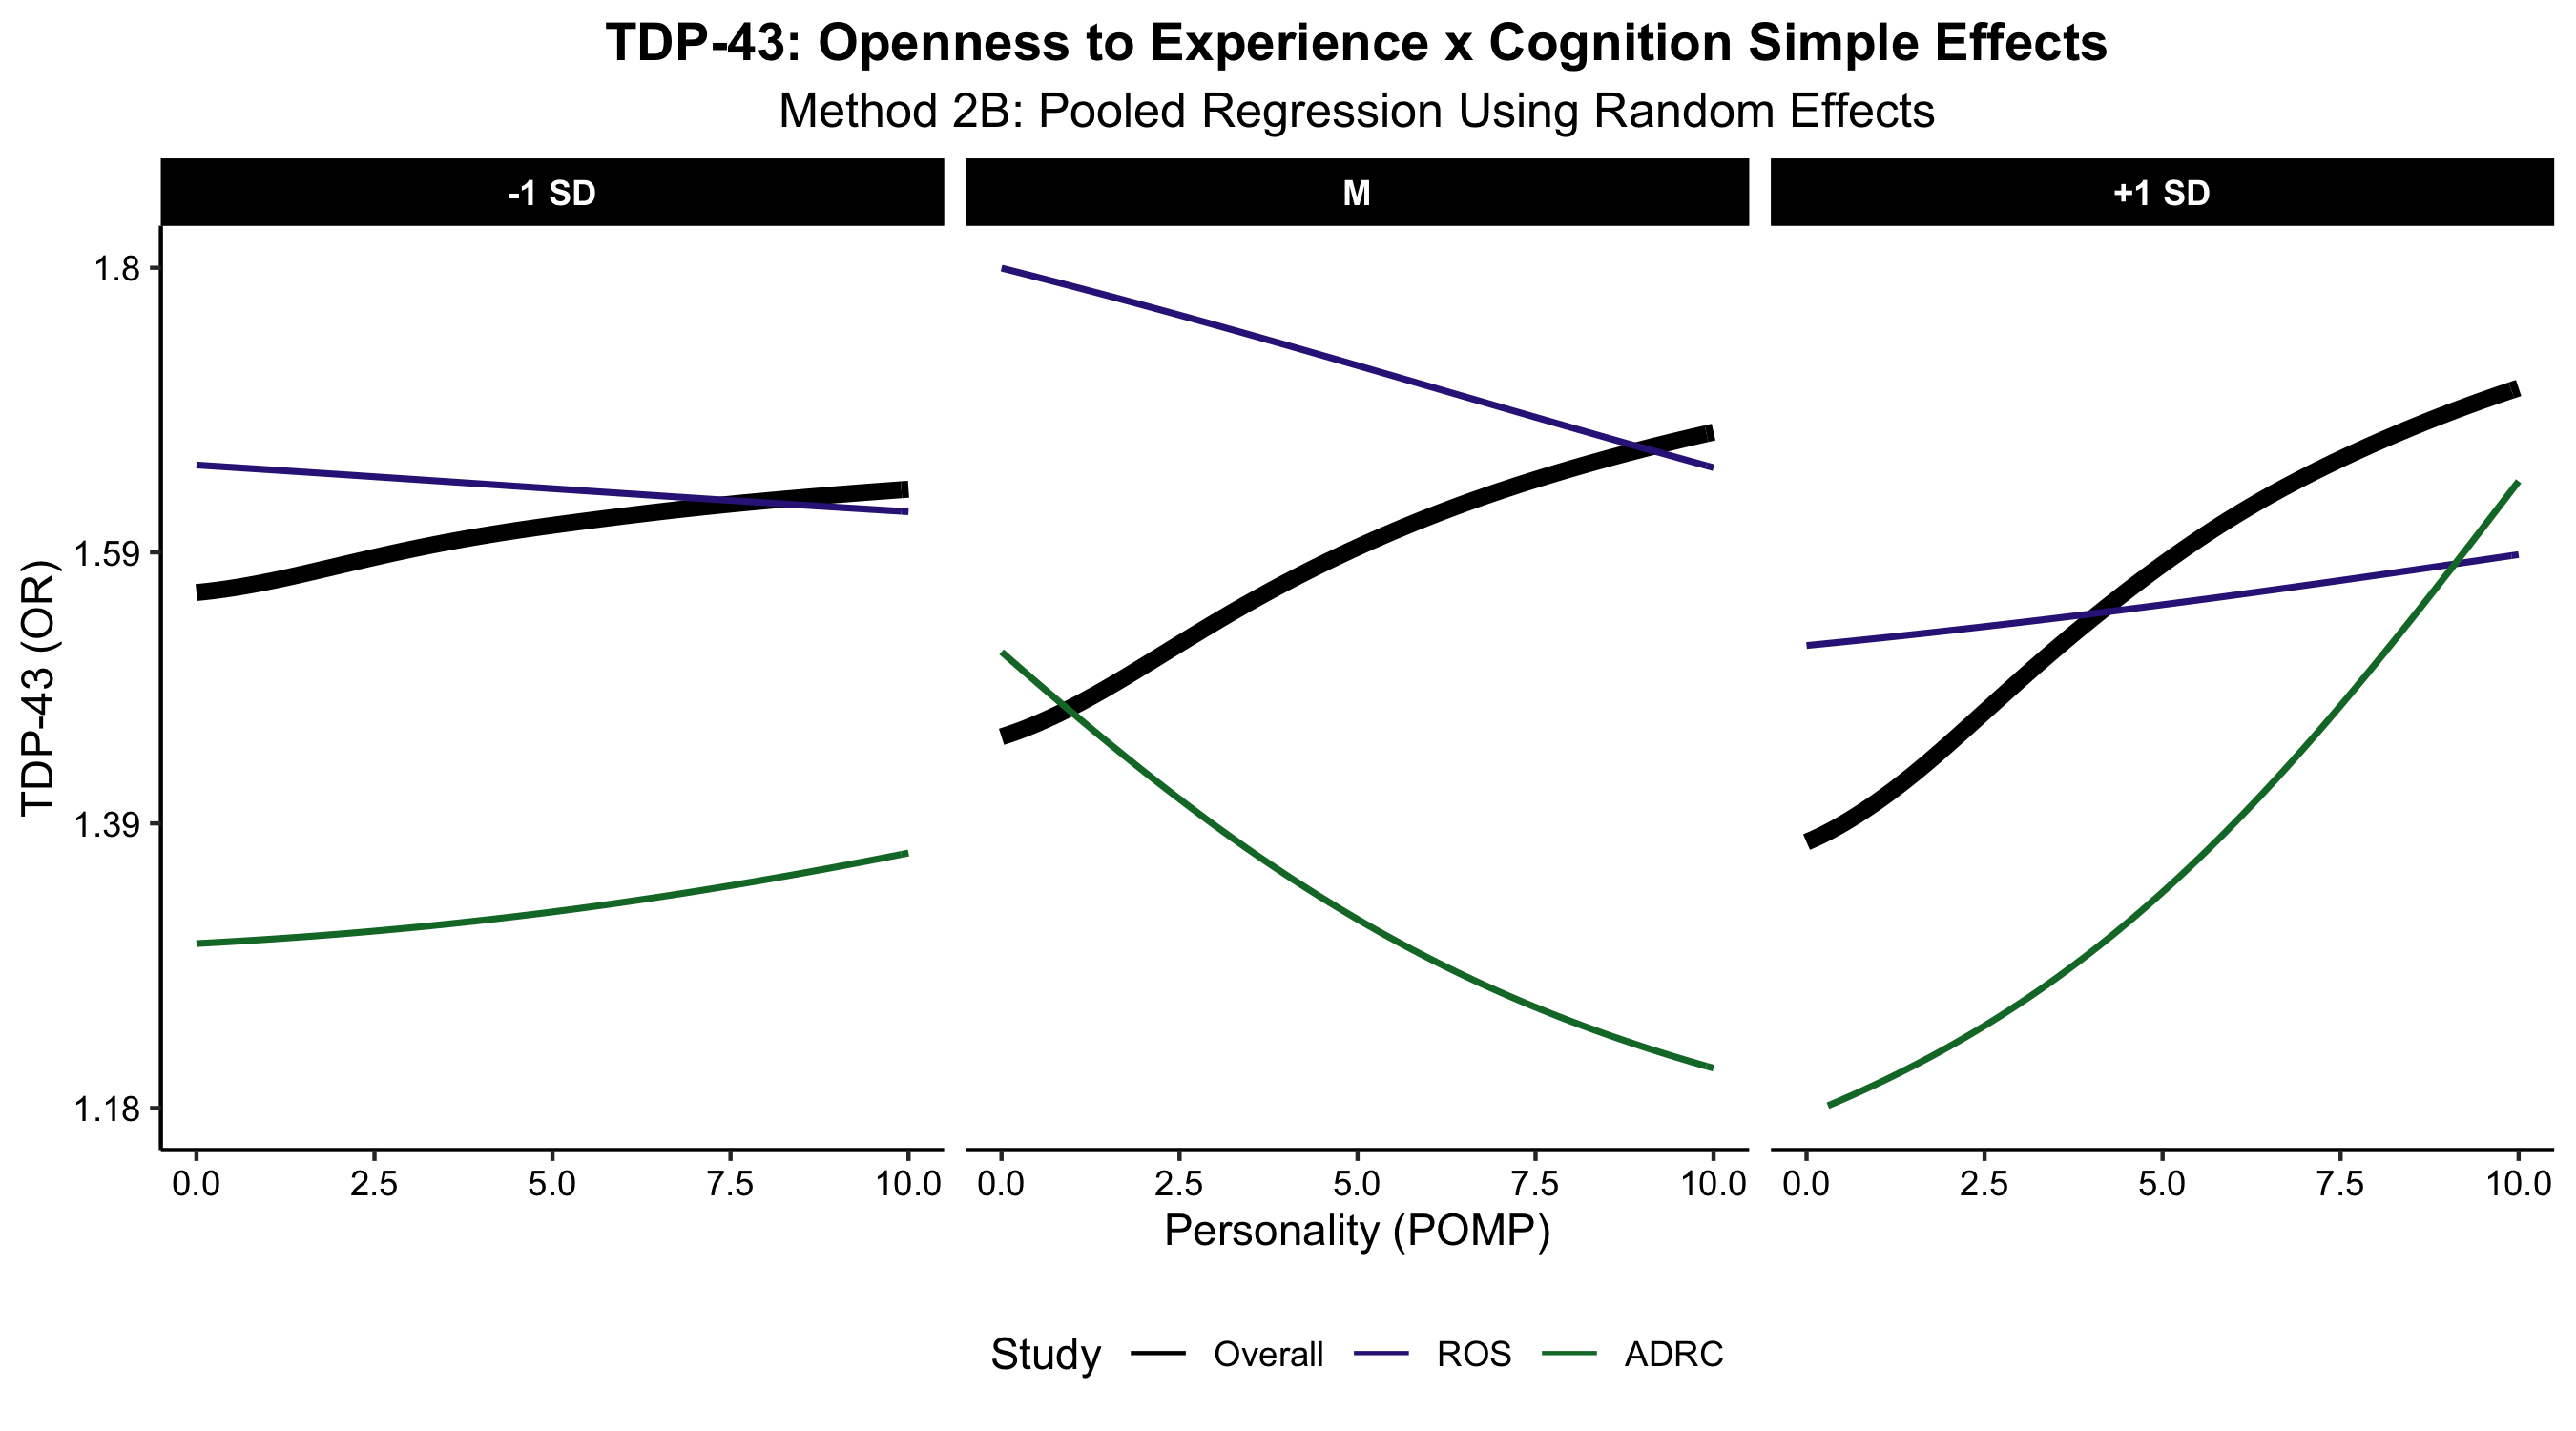 TDP-43: Openness to Experience x Cognition Simple Effects
Method 2B: Pooled Regression Using Random Effects
-1 SD M +1 SD
TDP-43 (OR)
1.8
1.59
1.39
1.18
0.0 2.5 5.0 7.5 10.0 0.0 2.5 5.0 7.5 10.0 0.0 2.5 5.0 7.5 10.0
Personality (POMP)
Study Overall ROS ADRC